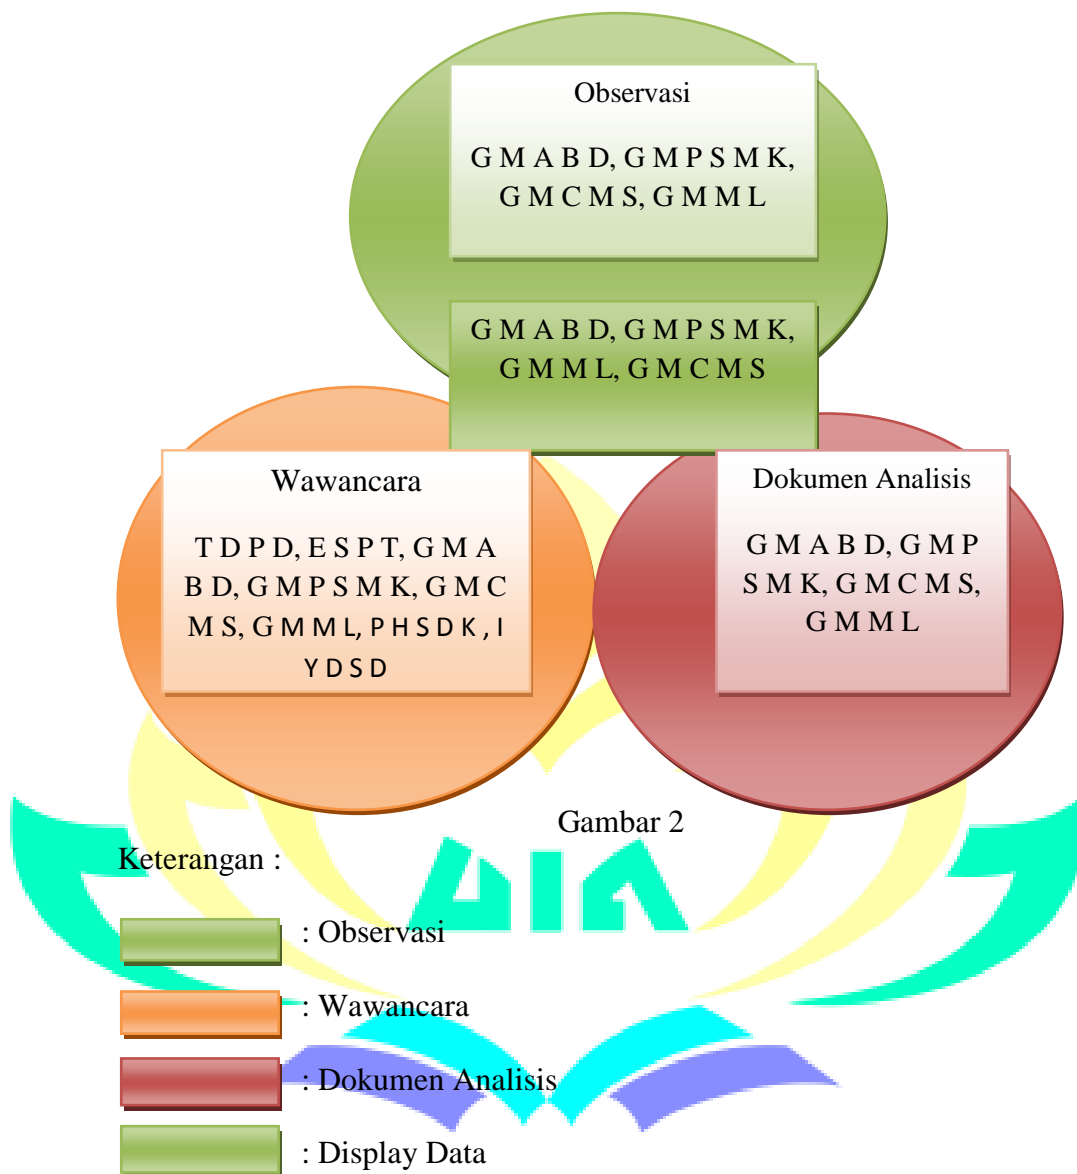 Observasi
G M A B D, G M P S M K,
G M C M S, G M M L
G M A B D, G M P S M K,
G M M L, G M C M S
Wawancara
T D P D, E S P T, G M A
B D, G M P S M K, G M C
M S, G M M L, P H S D K , I
Y D S D
Dokumen Analisis
G M A B D, G M P
S M K, G M C M S,
G M M L
Gambar 2
Keterangan :
: Observasi
: Wawancara
: Dokumen Analisis
: Display Data